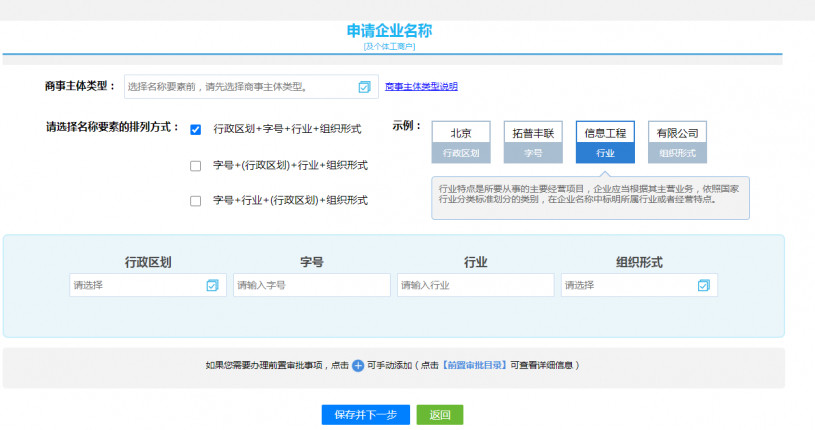 申请企业名称
(及个体工商户)
商事主体类型： 选择名称要素前，请先选择商事主体类型。 商事主体类型说明
请选择名称要素的排列方式： 行政区划+字号+行业+组织形式 示例： 北京 拓普丰联 信息工程 有限公司
行政区划 字号 行业 组织形式
字号+(行政区划)+行业+组织形式
行业特点是所要从事的主要经营项目，企业应当根据其主营业务，依照国家
行业分类标准划分的类别，在企业名称中标明所属行业或者经营特点。
字号+行业+(行政区划)+组织形式
行政区划 字号 行业 组织形式
请选择 请输入字号 请输入行业 请选择
如果您需要办理前置审批事项，点击 可手动添加（点击【前置审批目录】可查看详细信息）
保存并下一步 返回